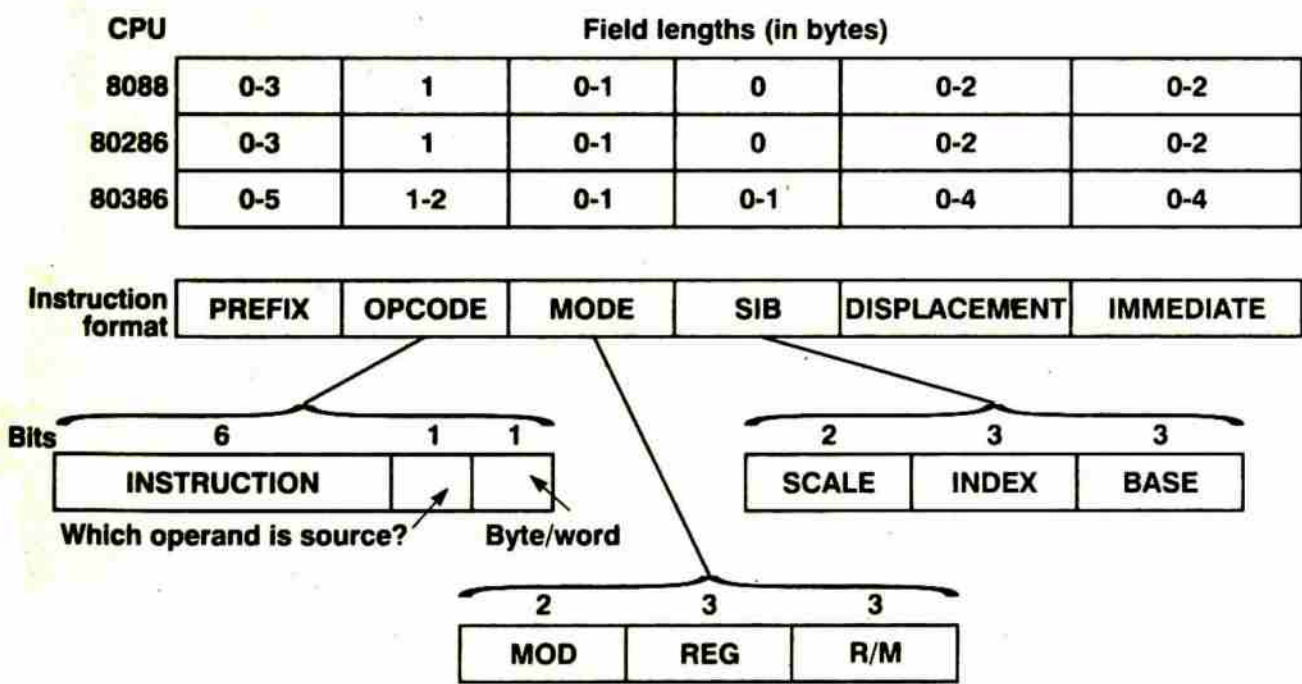 CPU Field lengths (in bytes)
8088 0-3 1 0-1 0 0-2 0-2
80286 0-3 1 0-1 0 0-2 0-2
80386 0-5 1-2 0-1 0-1 0-4 0-4
Instruction
format
PREFIX OPCODE MODE SIB DISPLACEMENT IMMEDIATE
Bits 6 1 1
INSTRUCTION
Which operand is source? Byte/word
2 3 3
SCALE INDEX BASE
2 3 3
MOD REG R/M